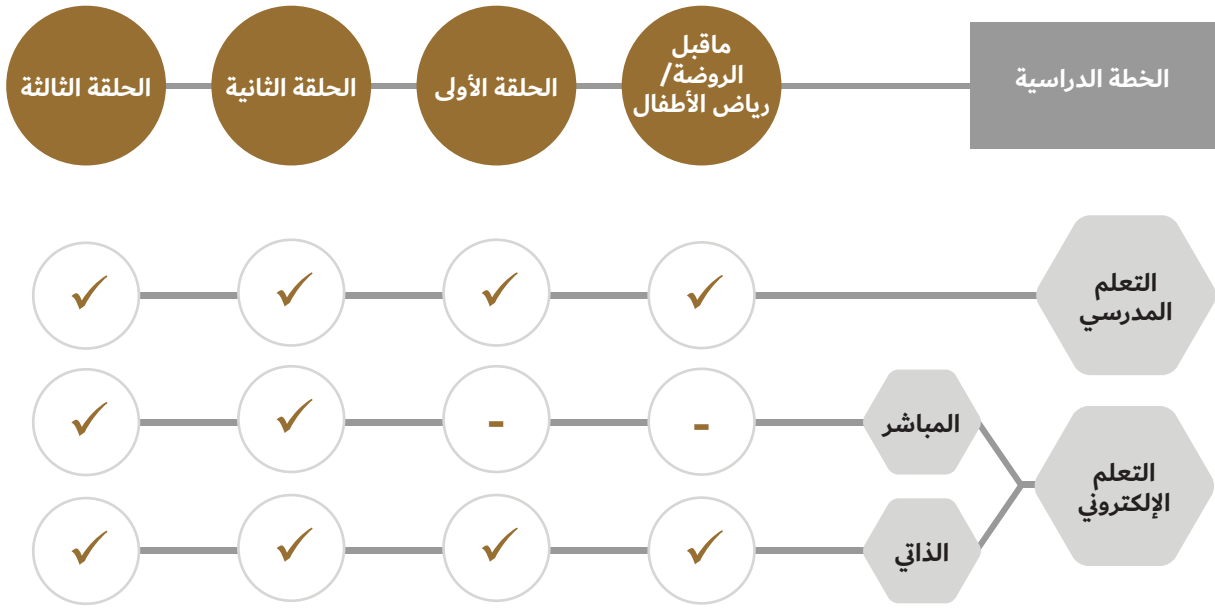 الخطة الدراسية
ماقبل
الروضة/
رياض الأطفال
الحلقة الأولى
الحلقة الثانية
الحلقة الثالثة
التعلم
المدرسي
✓ ✓ ✓ ✓
التعلم
الإلكتروني
المباشر
- - ✓ ✓
الذاتي
✓ ✓ ✓ ✓